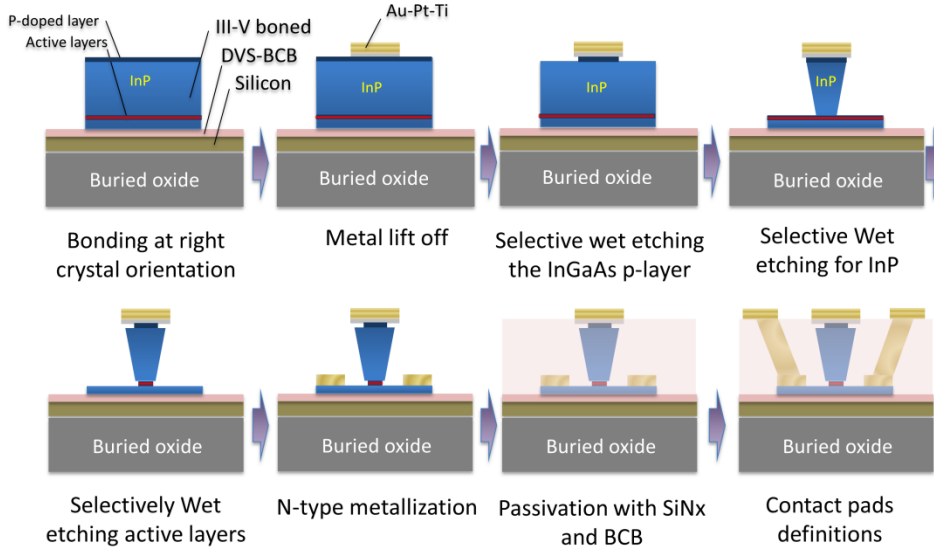 P-doped layer
Active layers
III-V boned
DVS-BCB
Silicon
Au-Pt-Ti
InP
InP
InP
InP
Buried oxide
Buried oxide
Buried oxide
Buried oxide
Bonding at right
crystal orientation
Metal lift off
Selective wet etching
the InGaAs p-layer
Selective Wet
etching for InP
Buried oxide
Buried oxide
Buried oxide
Buried oxide
Selectively Wet
etching active layers
N-type metallization
Passivation with SiNx
and BCB
Contact pads
definitions